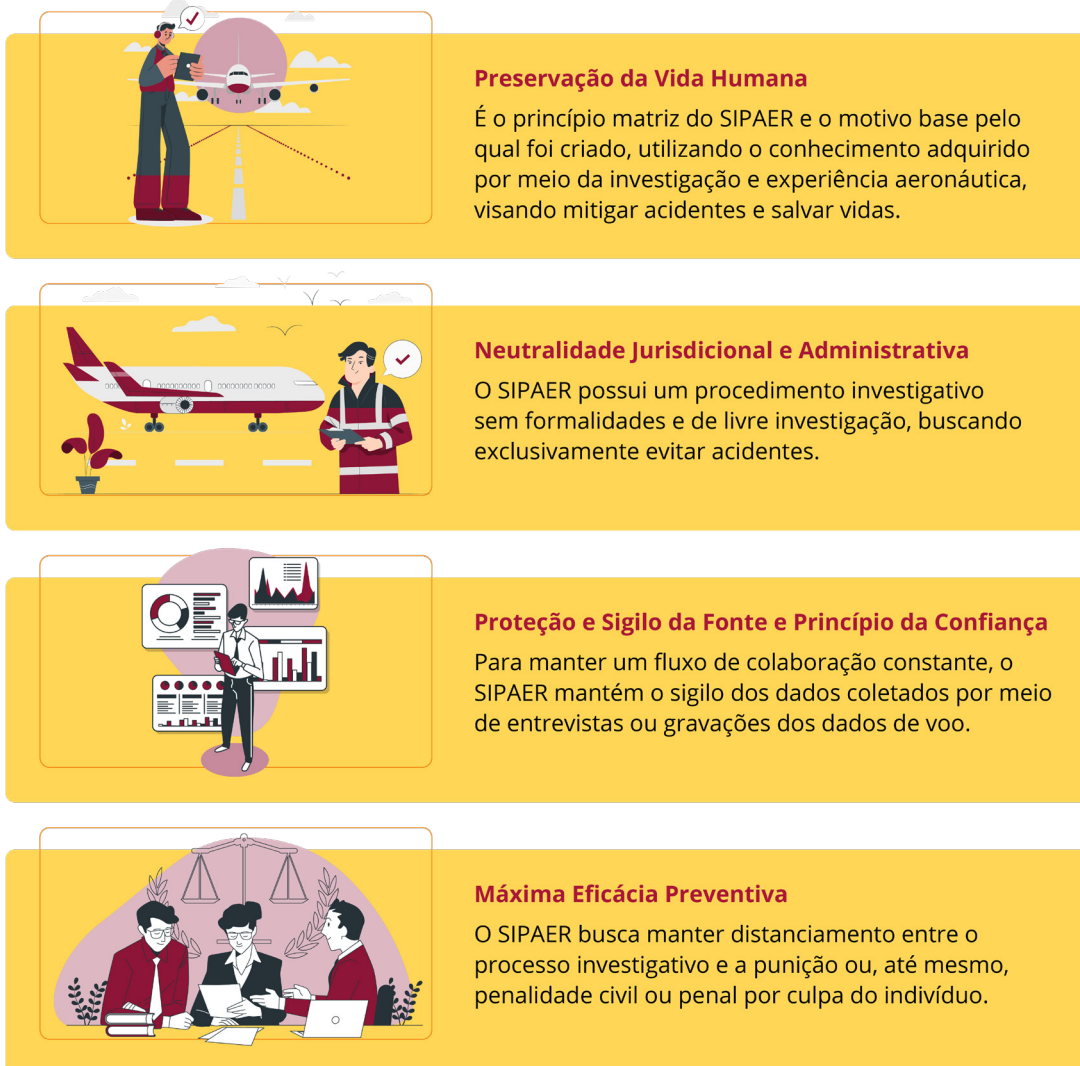 Preservação da Vida Humana
É o princípio matriz do SIPAER e o motivo base pelo
qual foi criado, utilizando o conhecimento adquirido
por meio da investigação e experiência aeronáutica,
visando mitigar acidentes e salvar vidas.
Neutralidade Jurisdicional e Administrativa
O SIPAER possui um procedimento investigativo
sem formalidades e de livre investigação, buscando
exclusivamente evitar acidentes.
Proteção e Sigilo da Fonte e Princípio da Confiança
Para manter um fluxo de colaboração constante, o
SIPAER mantém o sigilo dos dados coletados por meio
de entrevistas ou gravações dos dados de voo.
Máxima Eficácia Preventiva
O SIPAER busca manter distanciamento entre o
processo investigativo e a punição ou, até mesmo,
penalidade civil ou penal por culpa do indivíduo.